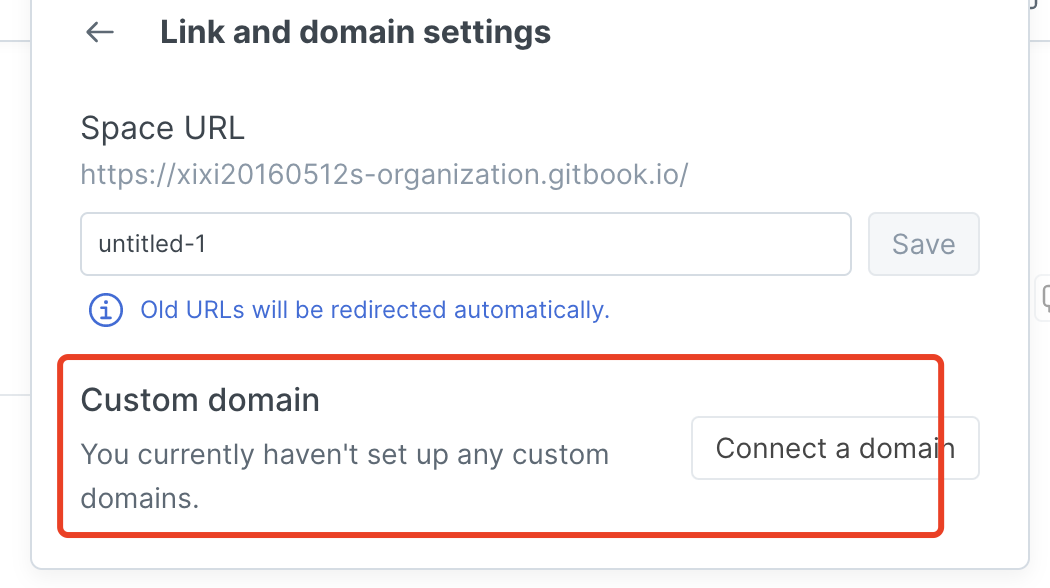 Link and domain settings
Space URL
https://xixi20160512s-organization.gitbook.io/
untitled-1
Save
Old URLs will be redirected automatically.
Custom domain
You currently haven't set up any custom
domains.
Connect a domain